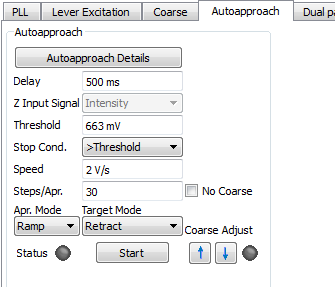 PLL Lever Excitation Coarse Autoapproach Dual pa
Autoapproach
Autoapproach Details
Delay 500 ms
Z Input Signal Intensity
Threshold 663 mV
Stop Cond. >Threshold
Speed 2 V/s
Steps/Apr. 30 No Coarse
Apr. Mode Target Mode
Ramp Retract Coarse Adjust
Status Start